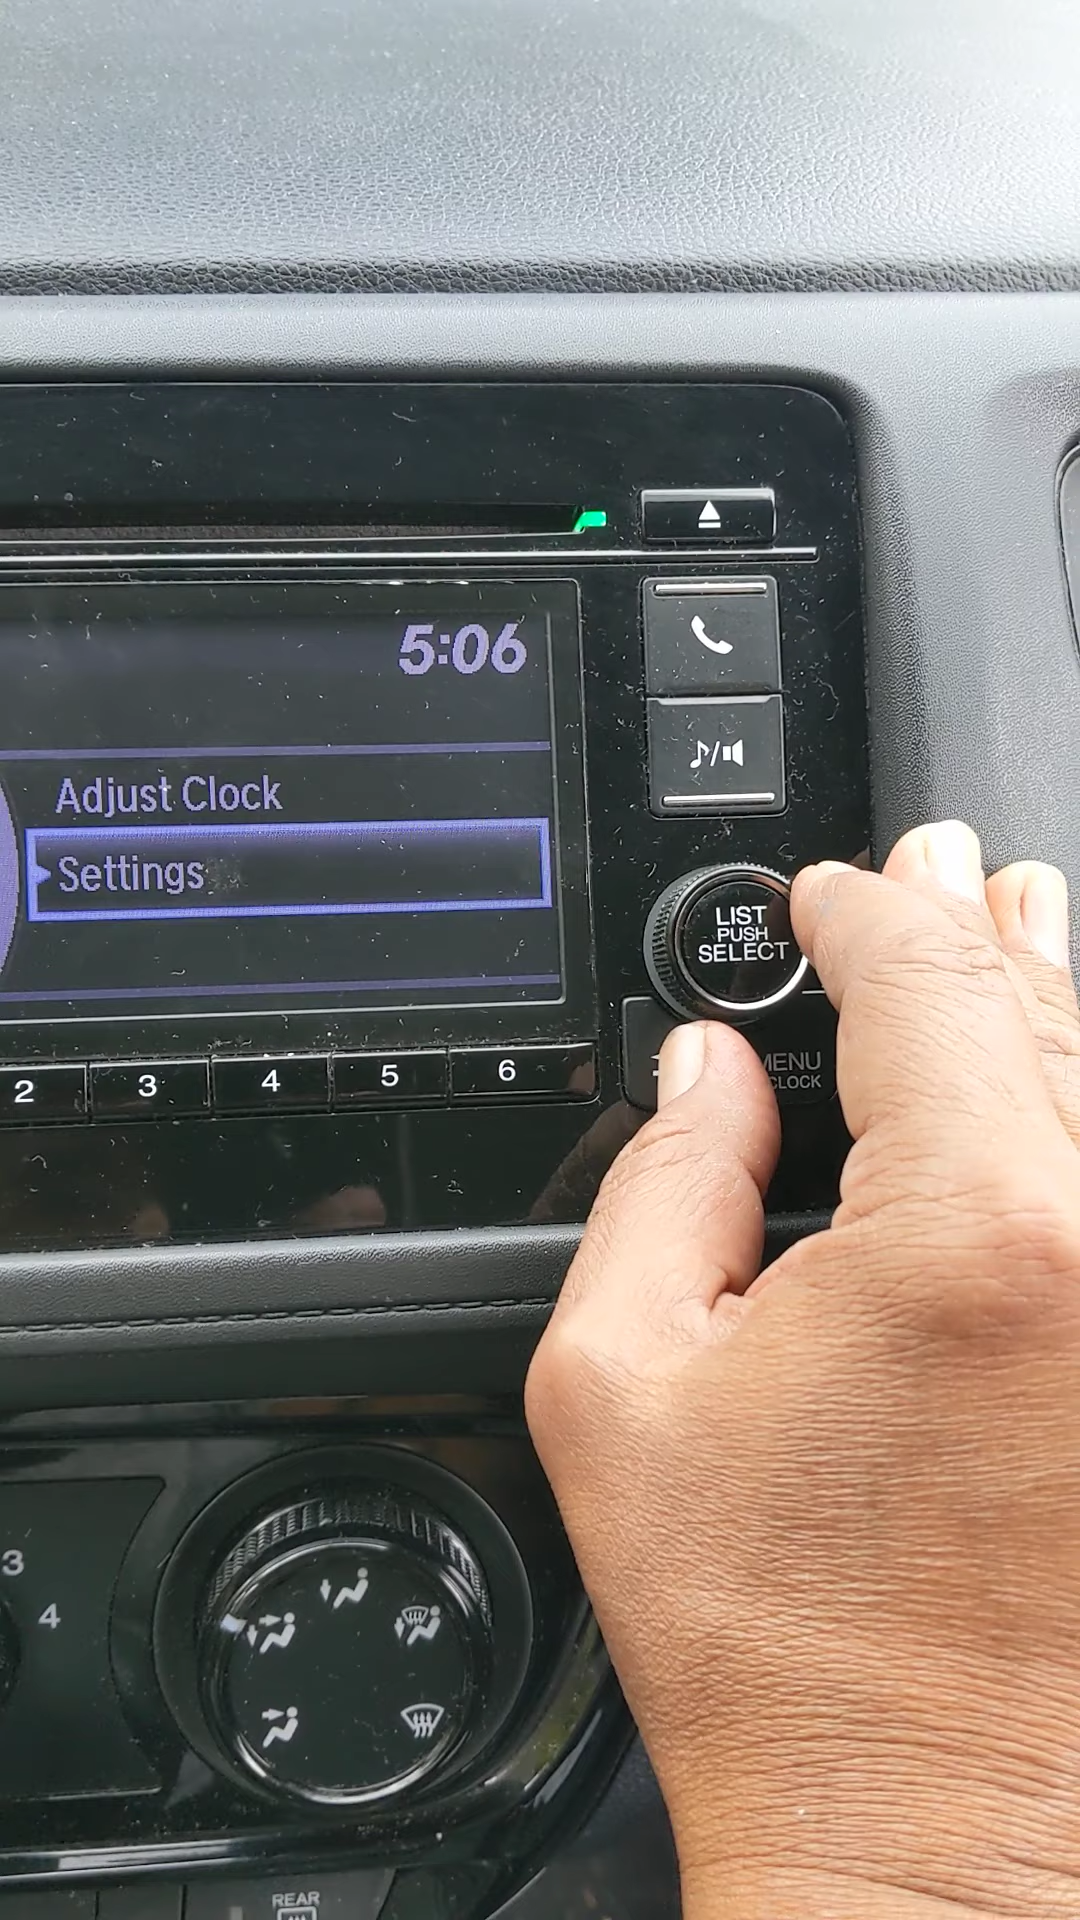 5:06
Adjust Clock
Settings
LIST
PUSH
SELECT
MENU
CLOCK
2 3 4 5 6
3
4
REAR